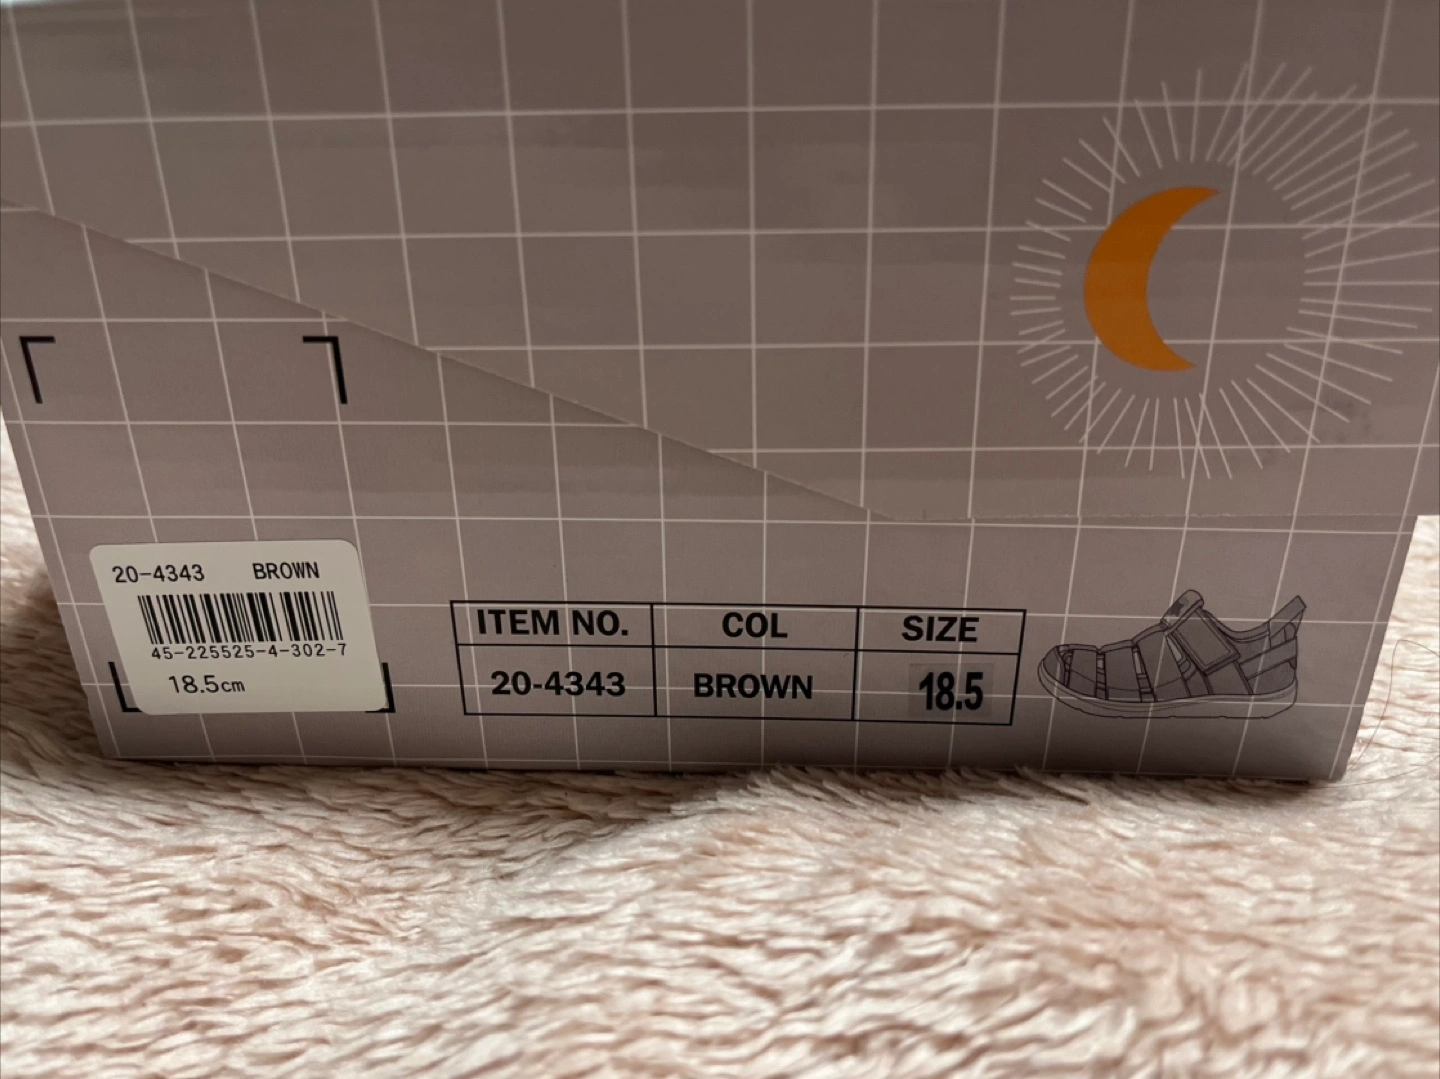 20-4343 BROWN
45-225525-4-302-7
18.5cm
ITEM NO. COL SIZE
20-4343 BROWN 18.5